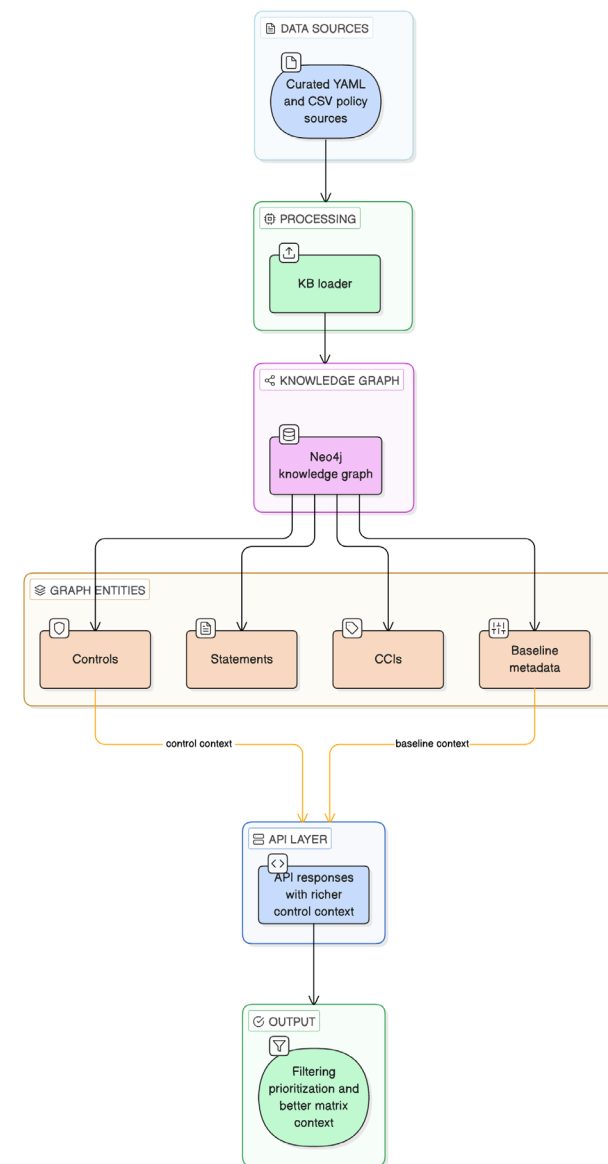 DATA SOURCES
Curated YAML
and CSV policy
sources
PROCESSING
KB loader
KNOWLEDGE GRAPH
Neo4j
knowledge graph
GRAPH ENTITIES
Controls
Statements
CCIs
Baseline
metadata
control context
baseline context
API LAYER
API responses
with richer
control context
OUTPUT
Filtering
prioritization and
better matrix
context